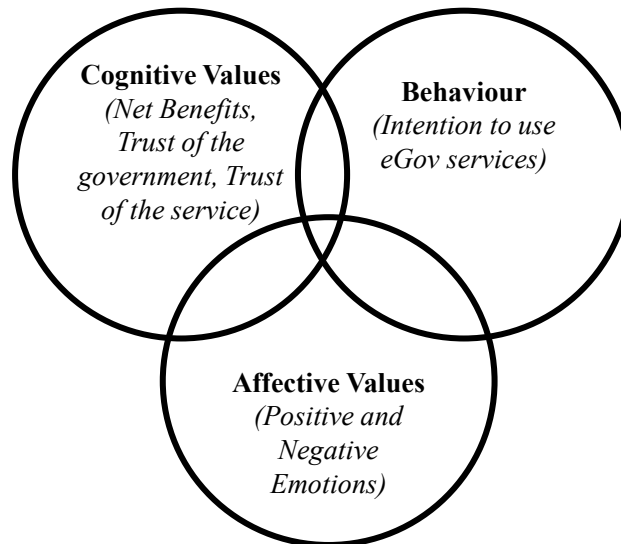 Cognitive Values
(Net Benefits,
Trust of the
government, Trust
of the service)
Behaviour
(Intention to use
eGov services)
Affective Values
(Positive and
Negative
Emotions)